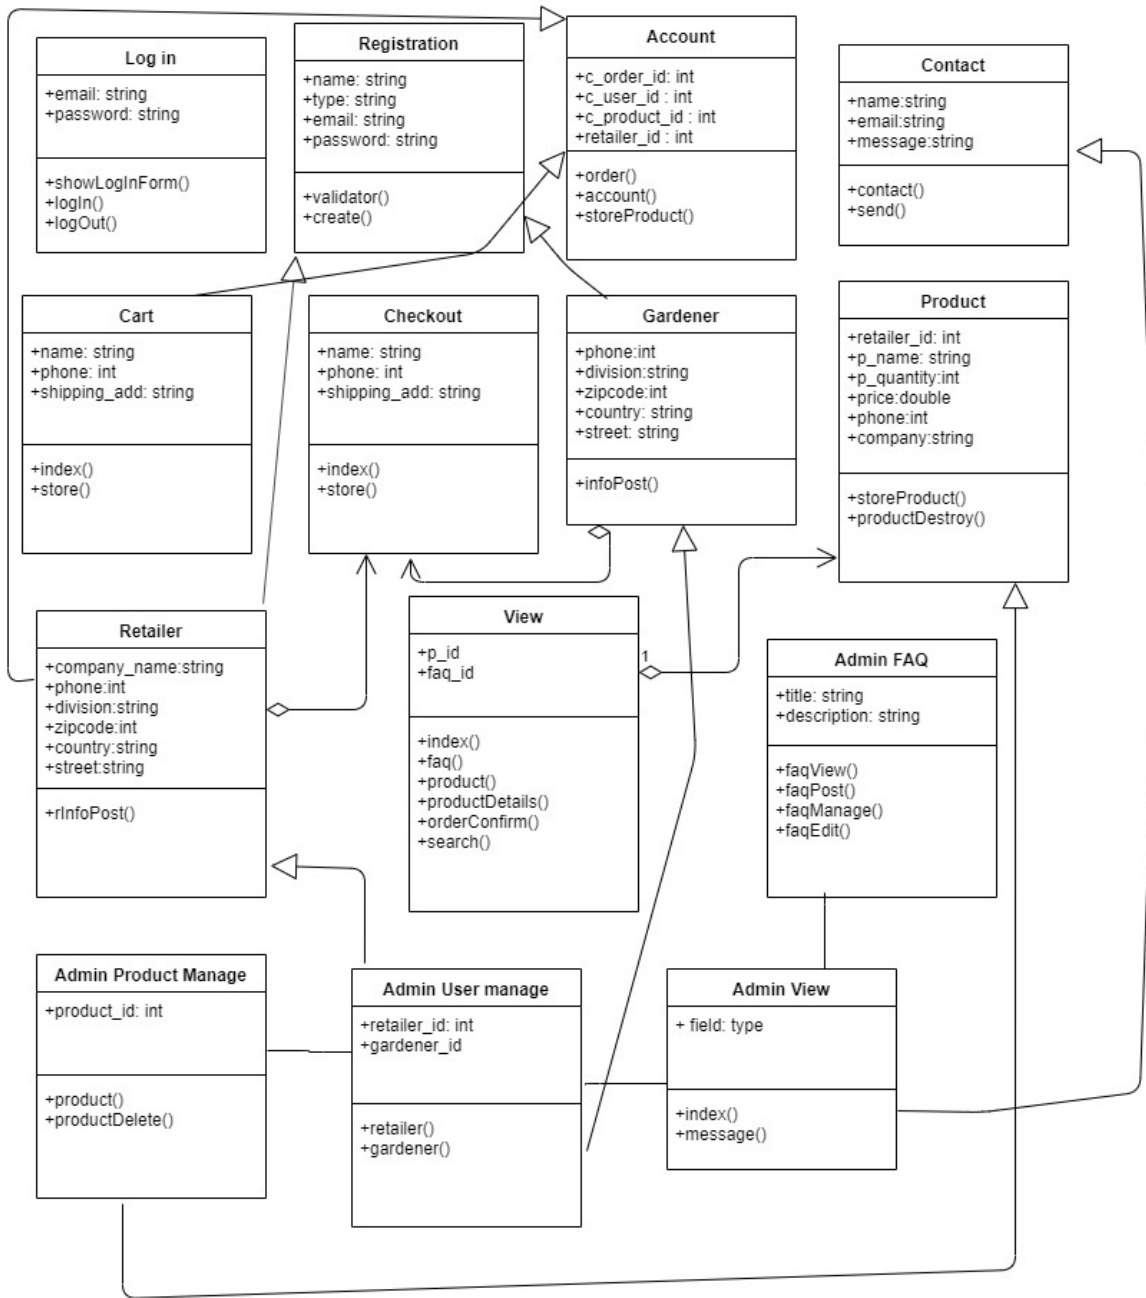 Log in
+email: string
+password: string
+showLogInForm()
+logIn()
+logOut()
Registration
+name: string
+type: string
+email: string
+password: string
+validator()
+create()
Account
+c_order_id: int
+c_user_id : int
+c_product_id : int
+retailer_id : int
+order()
+account()
+storeProduct()
Contact
+name:string
+email:string
+message:string
+contact()
+send()
Cart
+name: string
+phone: int
+shipping_add: string
+index()
+store()
Checkout
+name: string
+phone: int
+shipping_add: string
+index()
+store()
Gardener
+phone:int
+division:string
+zipcode:int
+country: string
+street: string
+infoPost()
Product
+retailer_id: int
+p_name: string
+p_quantity:int
+price:double
+phone:int
+company:string
+storeProduct()
+productDestroy()
Retailer
+company_name:string
+phone:int
+division:string
+zipcode:int
+country:string
+street:string
+rInfoPost()
View
+p_id
+faq_id
+index()
+faq()
+product()
+productDetails()
+orderConfirm()
+search()
1
Admin FAQ
+title: string
+description: string
+faqView()
+faqPost()
+faqManage()
+faqEdit()
Admin Product Manage
+product_id: int
+product()
+productDelete()
Admin User manage
+retailer_id: int
+gardener_id
+retailer()
+gardener()
Admin View
+ field: type
+index()
+message()